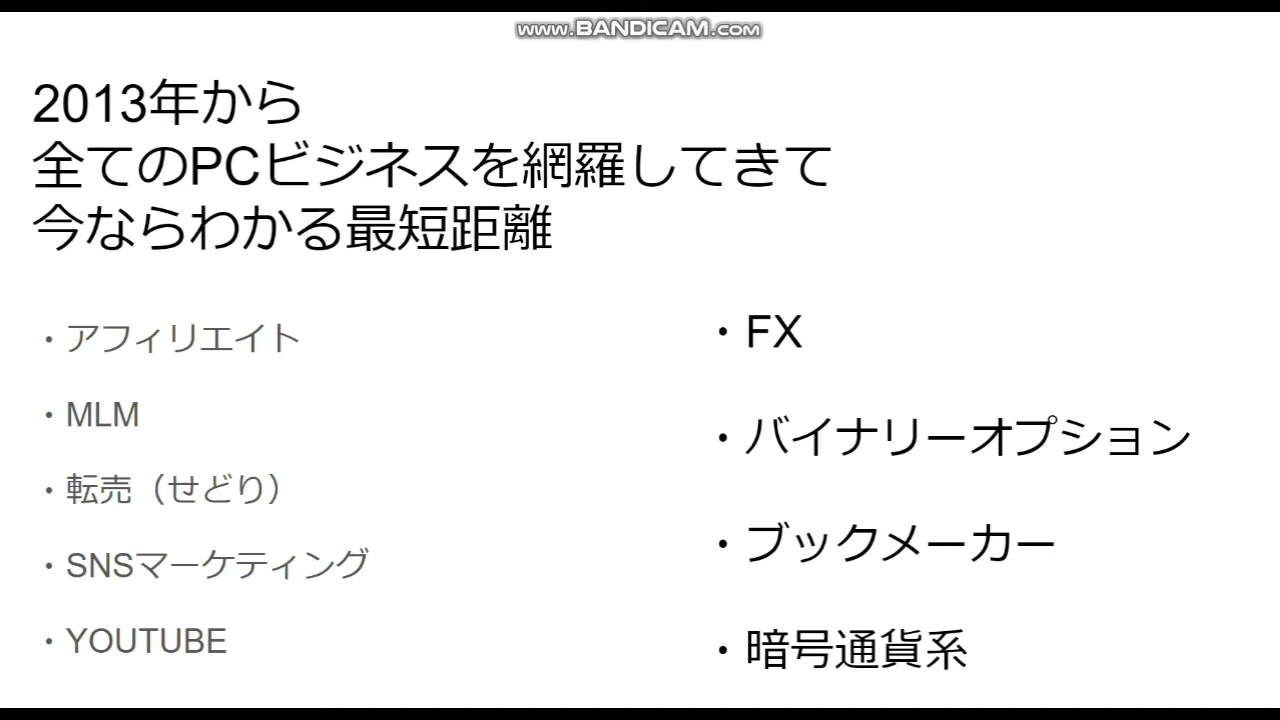 www.BANDICAM.com
2013年から
全てのPCビジネスを網羅してきて
今ならわかる最短距離
・アフィリエイト
・MLM
・転売（せどり）
・SNSマーケティング
・YOUTUBE
・FX
・バイナリーオプション
・ブックメーカー
・暗号通貨系